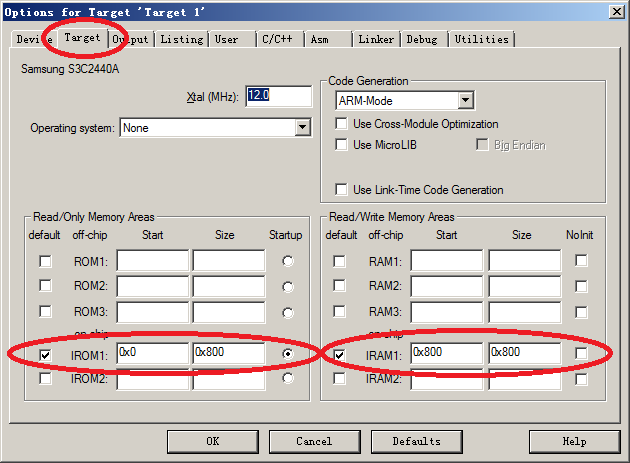 Options for Target 'Target 1'
Device Target Output Listing User C/C++ Asm Linker Debug Utilities
Samsung S3C2440A
Xtal (MHz): 12.0
Operating system: None
Code Generation
ARM-Mode
Use Cross-Module Optimization
Use MicroLIB Big Endian
Use Link-Time Code Generation
Read/Only Memory Areas
default off-chip Start Size Startup
ROM1:
ROM2:
ROM3:
on-chip
IROM1: 0x0 0x800
IROM2:
Read/Write Memory Areas
default off-chip Start Size NoInit
RAM1:
RAM2:
RAM3:
on-chip
IRAM1: 0x800 0x800
IRAM2:
OK Cancel Defaults Help